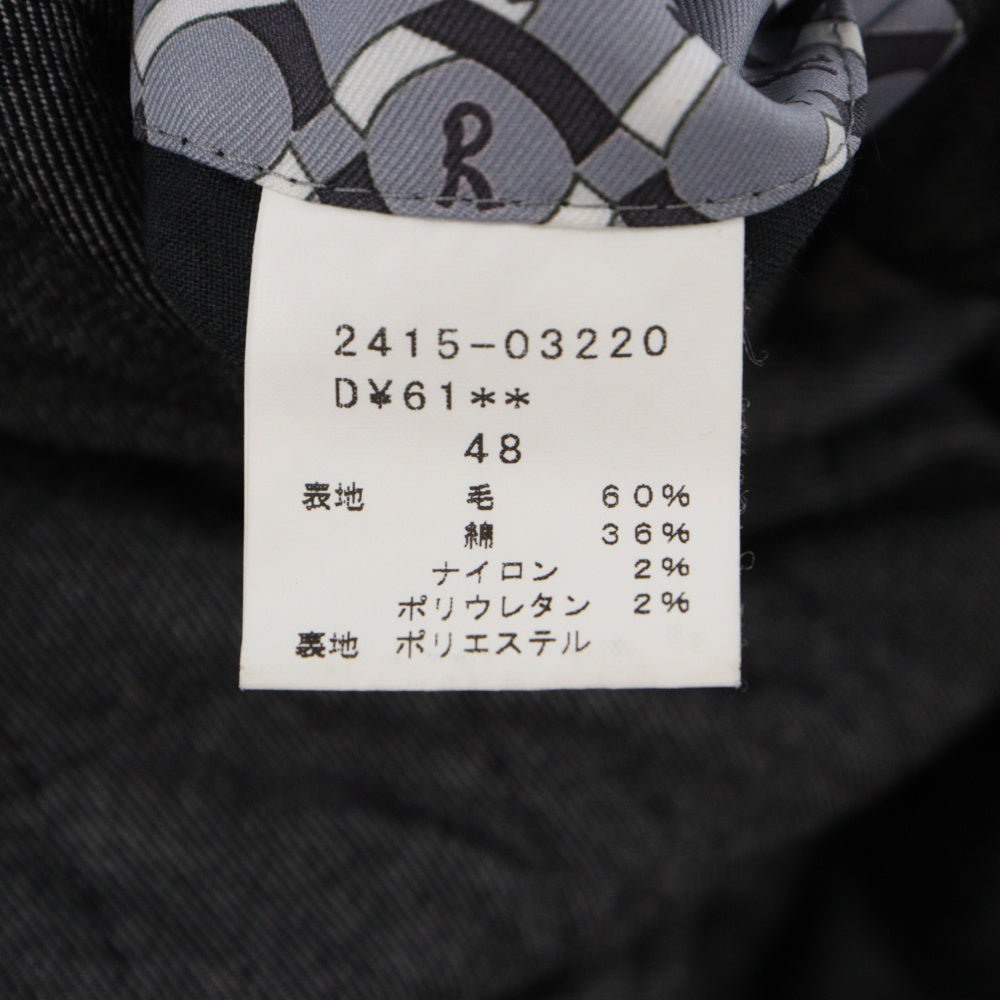 R
2415-03220
D¥61**
48
表地 毛 60%
綿 36%
ナイロン 2%
ポリウレタン 2%
裏地 ポリエステル